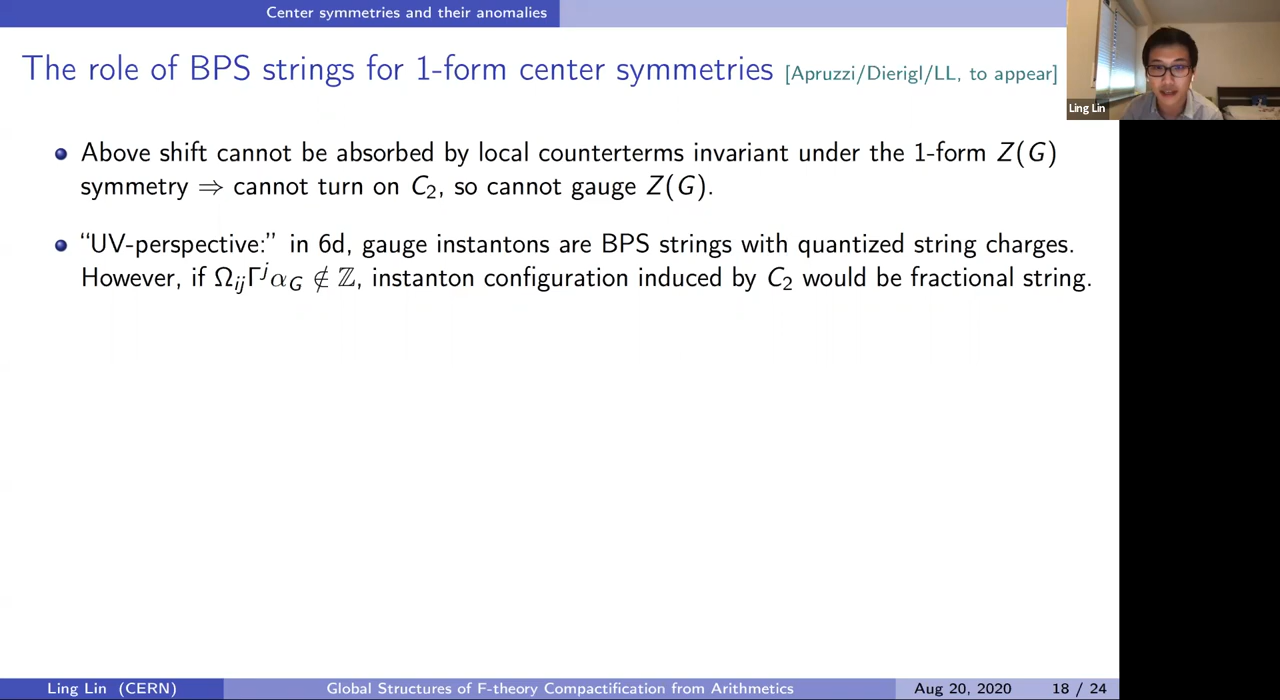 Center symmetries and their anomalies
The role of BPS strings for 1-form center symmetries [Apruzzi/Dierigl/LL, to appear]
Ling Lin
Above shift cannot be absorbed by local counterterms invariant under the 1-form Z(G)
symmetry ⇒ cannot turn on C₂, so cannot gauge Z(G).
“UV-perspective:” in 6d, gauge instantons are BPS strings with quantized string charges.
However, if Ωᵢⱼ Γʲ α_G ∉ ℤ, instanton configuration induced by C₂ would be fractional string.
Ling Lin (CERN)
Global Structures of F-theory Compactification from Arithmetics
Aug 20, 2020
18 / 24